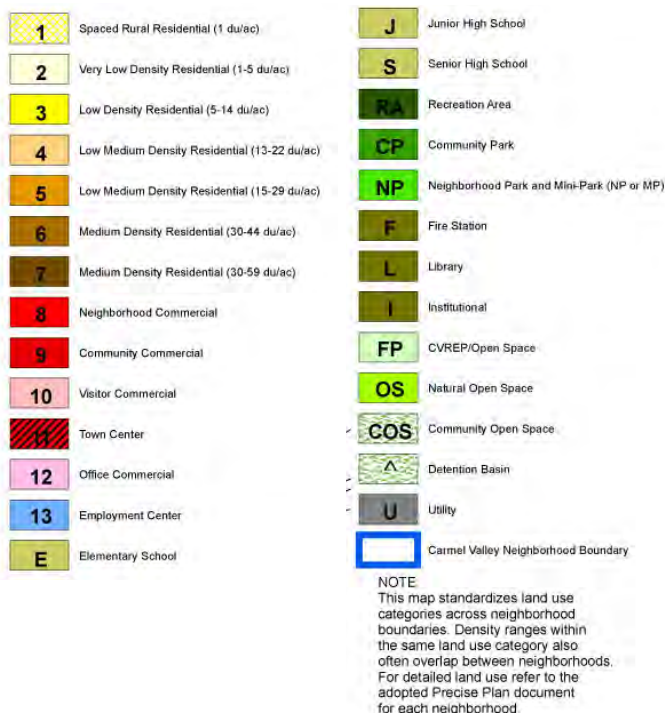 1 Spaced Rural Residential (1 du/ac)
2 Very Low Density Residential (1-5 du/ac)
3 Low Density Residential (5-14 du/ac)
4 Low Medium Density Residential (13-22 du/ac)
5 Low Medium Density Residential (15-29 du/ac)
6 Medium Density Residential (30-44 du/ac)
7 Medium Density Residential (30-59 du/ac)
8 Neighborhood Commercial
9 Community Commercial
10 Visitor Commercial
11 Town Center
12 Office Commercial
13 Employment Center
E Elementary School
J Junior High School
S Senior High School
RA Recreation Area
CP Community Park
NP Neighborhood Park and Mini-Park (NP or MP)
F Fire Station
L Library
I Institutional
FP CVREP/Open Space
OS Natural Open Space
COS Community Open Space
^ Detention Basin
U Utility
Carmel Valley Neighborhood Boundary
NOTE
This map standardizes land use
categories across neighborhood
boundaries. Density ranges within
the same land use category also
often overlap between neighborhoods.
For detailed land use refer to the
adopted Precise Plan document
for each neighborhood.